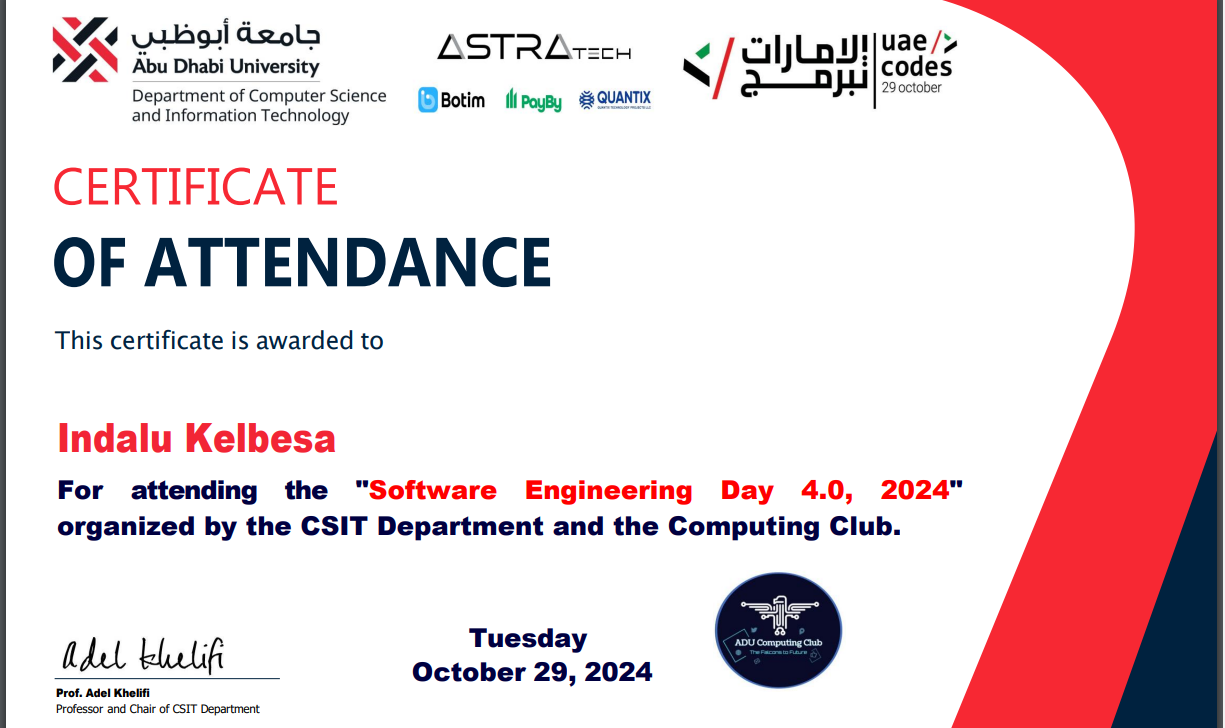 جامعة أبوظبي
Abu Dhabi University
Department of Computer Science
and Information Technology
ASTRATECH
Botim
PayBy
QUANTIX
الإمارات
تبرمج
uae
codes
29 october
CERTIFICATE
OF ATTENDANCE
This certificate is awarded to
Indalu Kelbesa
For attending the "Software Engineering Day 4.0, 2024"
organized by the CSIT Department and the Computing Club.
adel khelifi
Prof. Adel Khelifi
Professor and Chair of CSIT Department
Tuesday
October 29, 2024
ADU Computing Club
The Falcons to Future